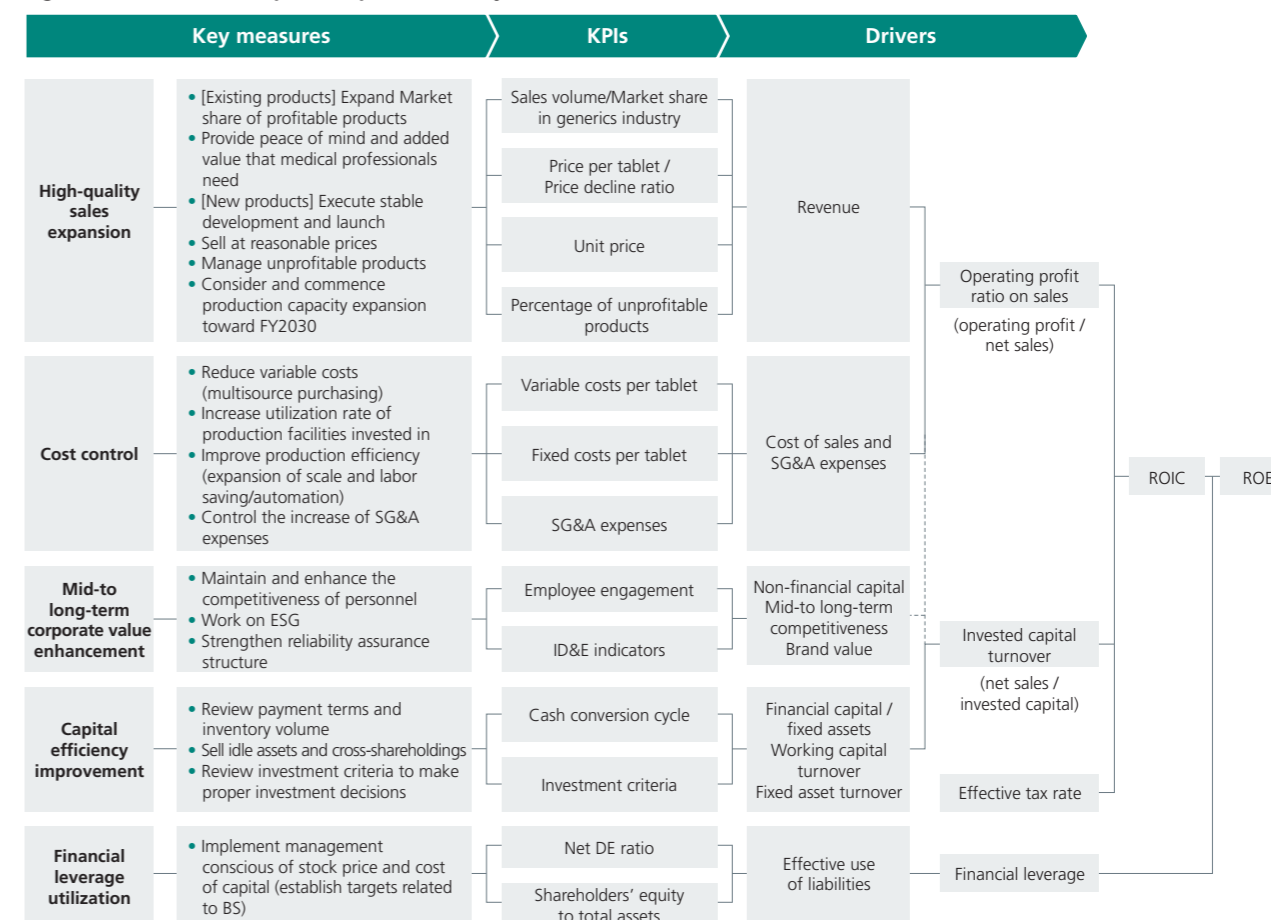 Key measures
KPIs
Drivers
High-quality
sales
expansion
• [Existing products] Expand Market
share of profitable products
• Provide peace of mind and added
value that medical professionals
need
• [New products] Execute stable
development and launch
• Sell at reasonable prices
• Manage unprofitable products
• Consider and commence
production capacity expansion
toward FY2030
Sales volume/Market share
in generics industry
Price per tablet /
Price decline ratio
Unit price
Percentage of unprofitable
products
Revenue
Operating profit
ratio on sales
(operating profit /
net sales)
Cost control
• Reduce variable costs
(multisource purchasing)
• Increase utilization rate of
production facilities invested in
• Improve production efficiency
(expansion of scale and labor
saving/automation)
• Control the increase of SG&A
expenses
Variable costs per tablet
Fixed costs per tablet
SG&A expenses
Cost of sales and
SG&A expenses
ROIC
ROE
Mid-to
long-term
corporate value
enhancement
• Maintain and enhance the
competitiveness of personnel
• Work on ESG
• Strengthen reliability assurance
structure
Employee engagement
ID&E indicators
Non-financial capital
Mid-to long-term
competitiveness
Brand value
Invested capital
turnover
(net sales /
invested capital)
Capital
efficiency
improvement
• Review payment terms and
inventory volume
• Sell idle assets and cross-shareholdings
• Review investment criteria to make
proper investment decisions
Cash conversion cycle
Investment criteria
Financial capital /
fixed assets
Working capital
turnover
Fixed asset turnover
Effective tax rate
Financial
leverage
utilization
• Implement management
conscious of stock price and cost
of capital (establish targets related
to BS)
Net DE ratio
Shareholders' equity
to total assets
Effective use
of liabilities
Financial leverage